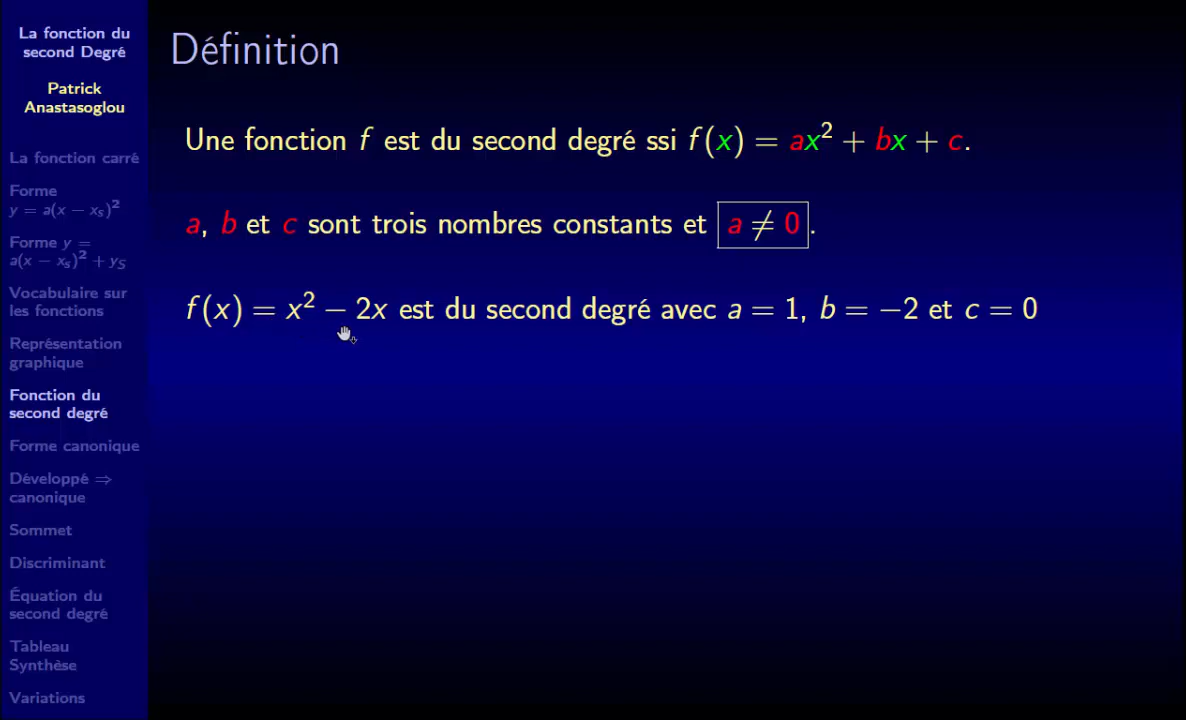 La fonction du
second Degré
Patrick
Anastasoglou
La fonction carré
Forme
y = a(x − x_S)²
Forme y =
a(x − x_s)² + y_S
Vocabulaire sur
les fonctions
Représentation
graphique
Fonction du
second degré
Forme canonique
Développé ⇒
canonique
Sommet
Discriminant
Équation du
second degré
Tableau
Synthèse
Variations
Définition
Une fonction f est du second degré ssi f(x) = ax² + bx + c.
a, b et c sont trois nombres constants et a ≠ 0.
f(x) = x² − 2x est du second degré avec a = 1, b = −2 et c = 0